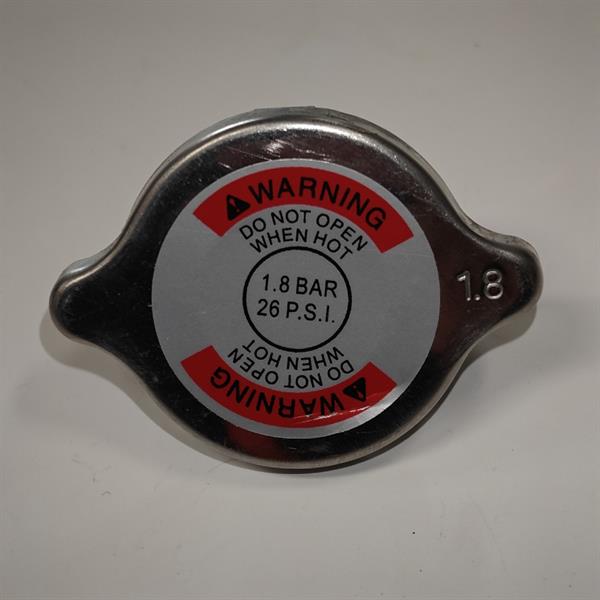 WARNING
DO NOT OPEN
WHEN HOT
1.8 BAR
26 P.S.I.
1.8
WARNING
DO NOT OPEN
WHEN HOT